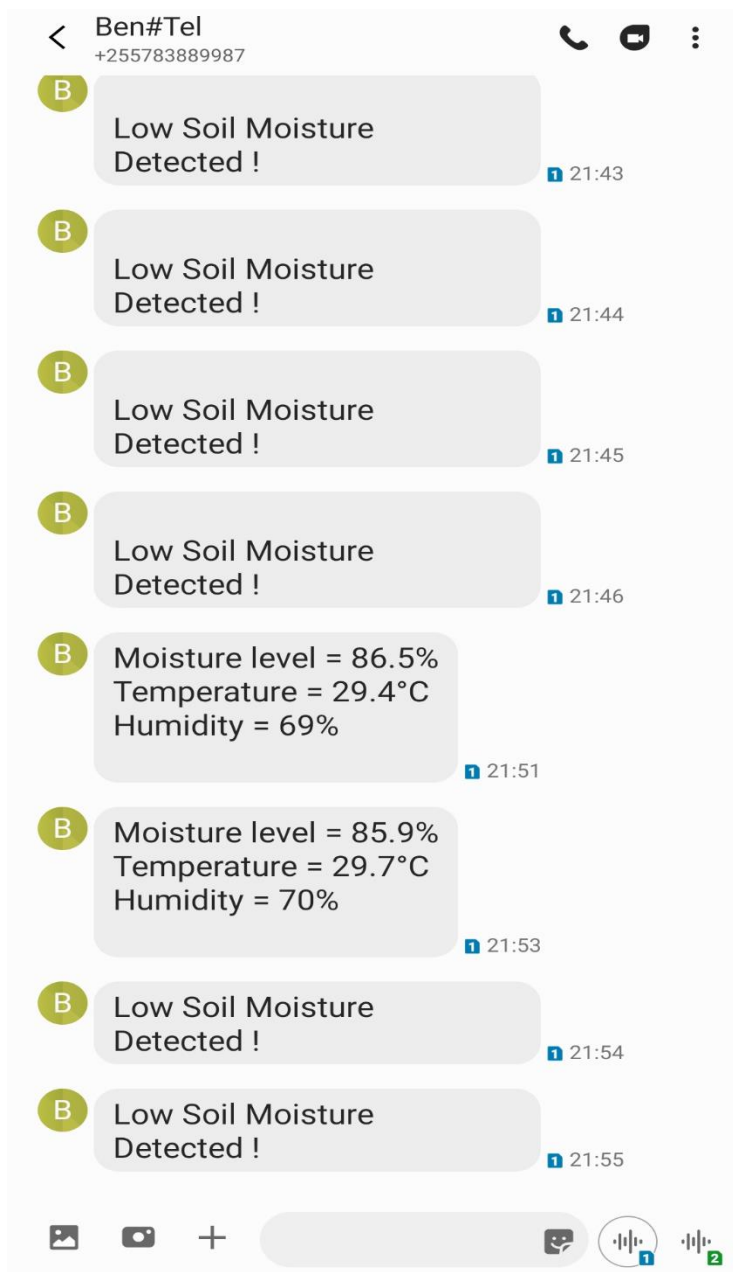 Ben#Tel
+255783889987
B
Low Soil Moisture
Detected !
1 21:43
B
Low Soil Moisture
Detected !
1 21:44
B
Low Soil Moisture
Detected !
1 21:45
B
Low Soil Moisture
Detected !
1 21:46
B
Moisture level = 86.5%
Temperature = 29.4°C
Humidity = 69%
1 21:51
B
Moisture level = 85.9%
Temperature = 29.7°C
Humidity = 70%
1 21:53
B
Low Soil Moisture
Detected !
1 21:54
B
Low Soil Moisture
Detected !
1 21:55
1
2